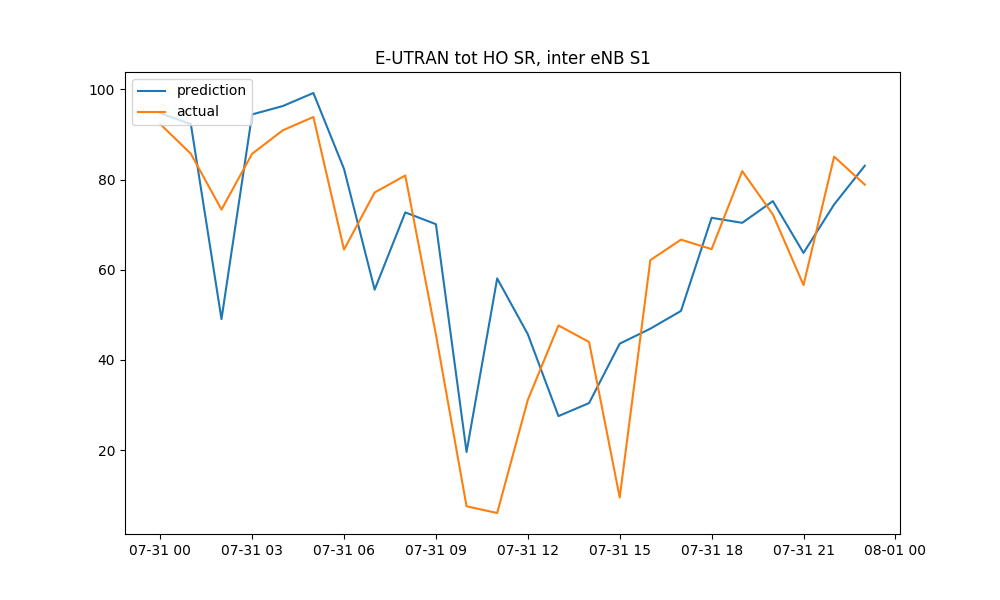 E-UTRAN tot HO SR, inter eNB S1
prediction
actual
100
80
60
40
20
07-31 00 07-31 03 07-31 06 07-31 09 07-31 12 07-31 15 07-31 18 07-31 21 08-01 00